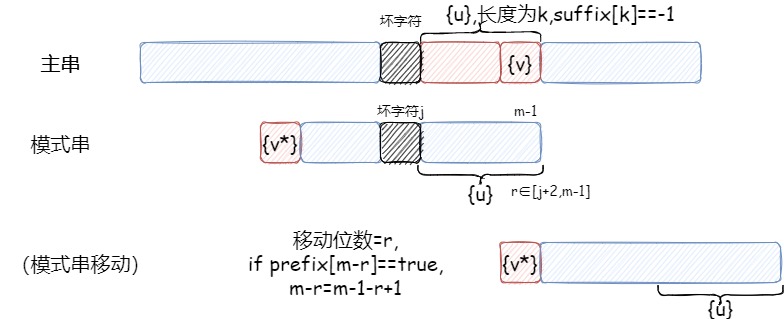 {u},长度为k,suffix[k]==-1
坏字符
主串
{v}
坏字符j
m-1
模式串
{v*}
{u}
r∈[j+2,m-1]
移动位数=r,
if prefix[m-r]==true,
m-r=m-1-r+1
(模式串移动)
{v*}
{u}